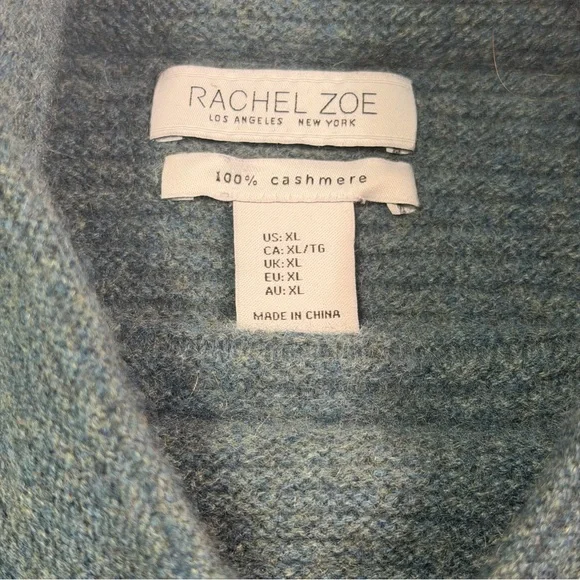 RACHEL ZOE
LOS ANGELES NEW YORK
100% cashmere
US: XL
CA: XL/TG
UK: XL
EU: XL
AU: XL
MADE IN CHINA